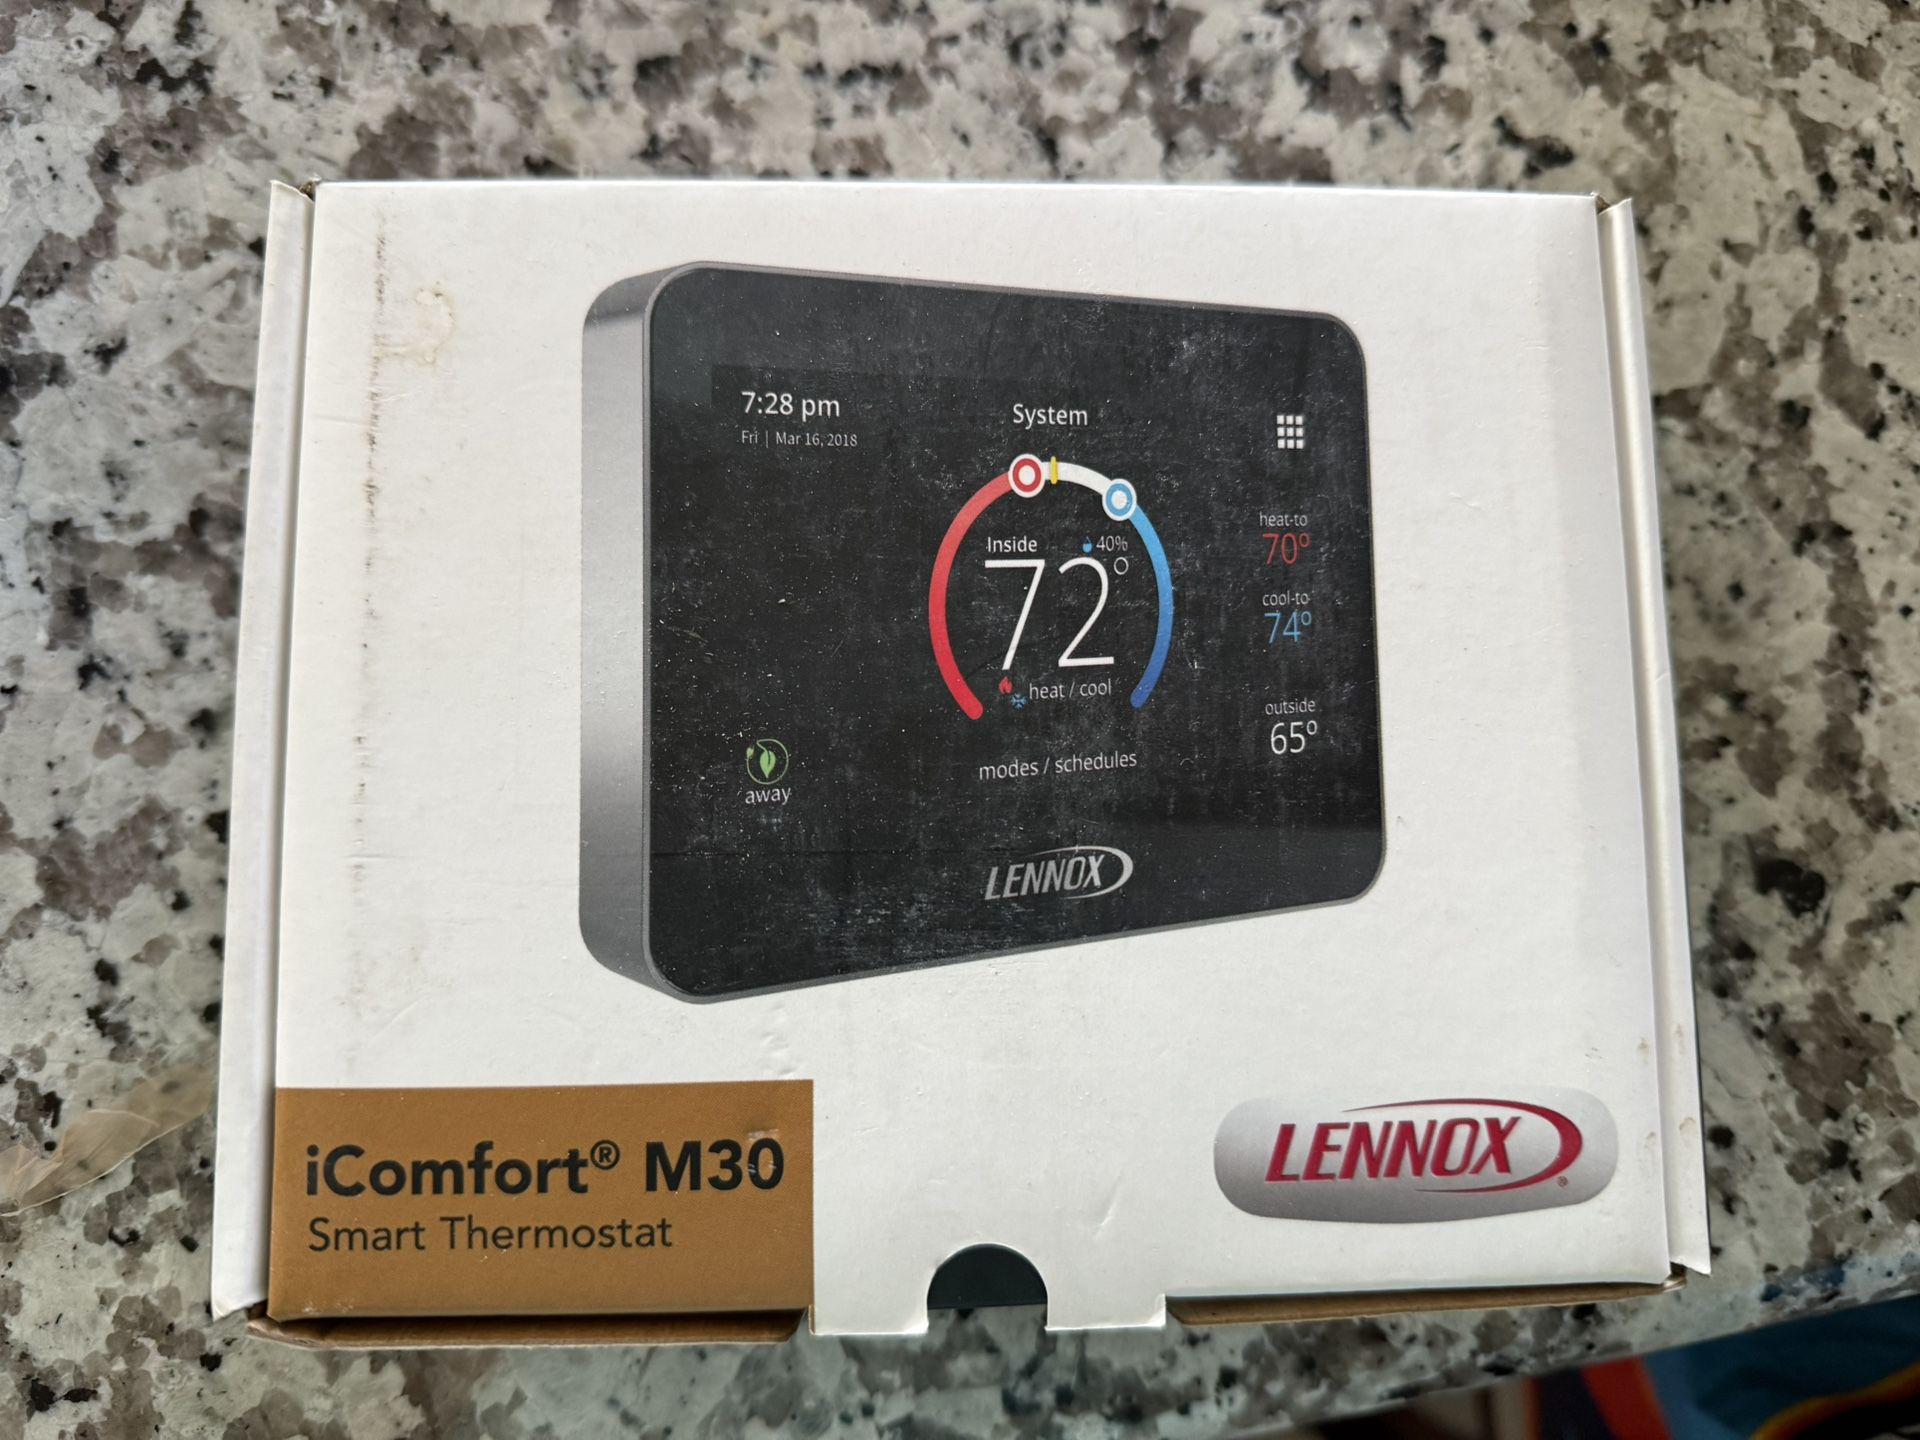 7:28 pm
Fri | Mar 16, 2018
System
Inside
40%
72°
heat / cool
modes / schedules
heat-to
70°
cool-to
74°
outside
65°
away
LENNOX
iComfort® M30
Smart Thermostat
LENNOX®